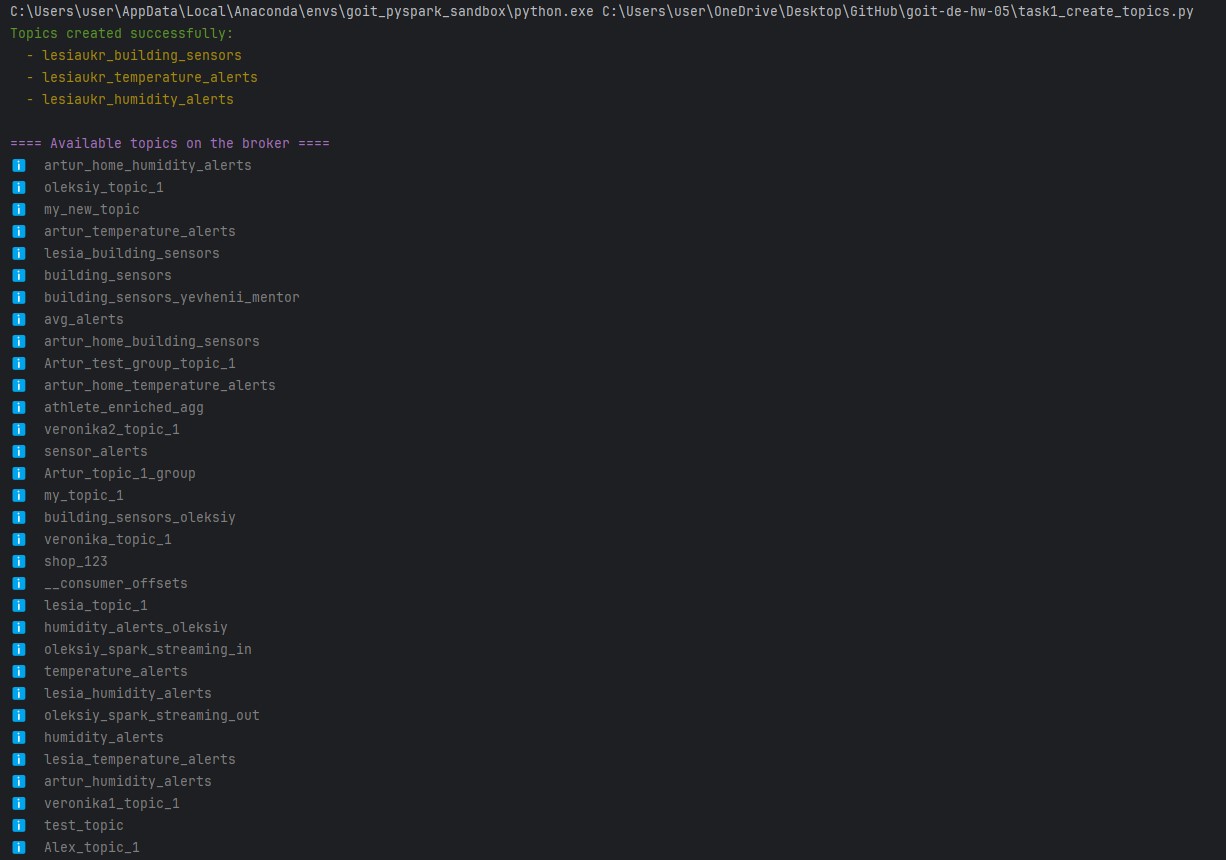 C:\Users\user\AppData\Local\Anaconda\envs\goit_pyspark_sandbox\python.exe C:\Users\user\OneDrive\Desktop\GitHub\goit-de-hw-05\task1_create_topics.py
Topics created successfully:
- lesiaukr_building_sensors
- lesiaukr_temperature_alerts
- lesiaukr_humidity_alerts
==== Available topics on the broker ====
ℹ️ artur_home_humidity_alerts
ℹ️ oleksiy_topic_1
ℹ️ my_new_topic
ℹ️ artur_temperature_alerts
ℹ️ lesia_building_sensors
ℹ️ building_sensors
ℹ️ building_sensors_yevhenii_mentor
ℹ️ avg_alerts
ℹ️ artur_home_building_sensors
ℹ️ Artur_test_group_topic_1
ℹ️ artur_home_temperature_alerts
ℹ️ athlete_enriched_agg
ℹ️ veronika2_topic_1
ℹ️ sensor_alerts
ℹ️ Artur_topic_1_group
ℹ️ my_topic_1
ℹ️ building_sensors_oleksiy
ℹ️ veronika_topic_1
ℹ️ shop_123
ℹ️ __consumer_offsets
ℹ️ lesia_topic_1
ℹ️ humidity_alerts_oleksiy
ℹ️ oleksiy_spark_streaming_in
ℹ️ temperature_alerts
ℹ️ lesia_humidity_alerts
ℹ️ oleksiy_spark_streaming_out
ℹ️ humidity_alerts
ℹ️ lesia_temperature_alerts
ℹ️ artur_humidity_alerts
ℹ️ veronika1_topic_1
ℹ️ test_topic
ℹ️ Alex_topic_1